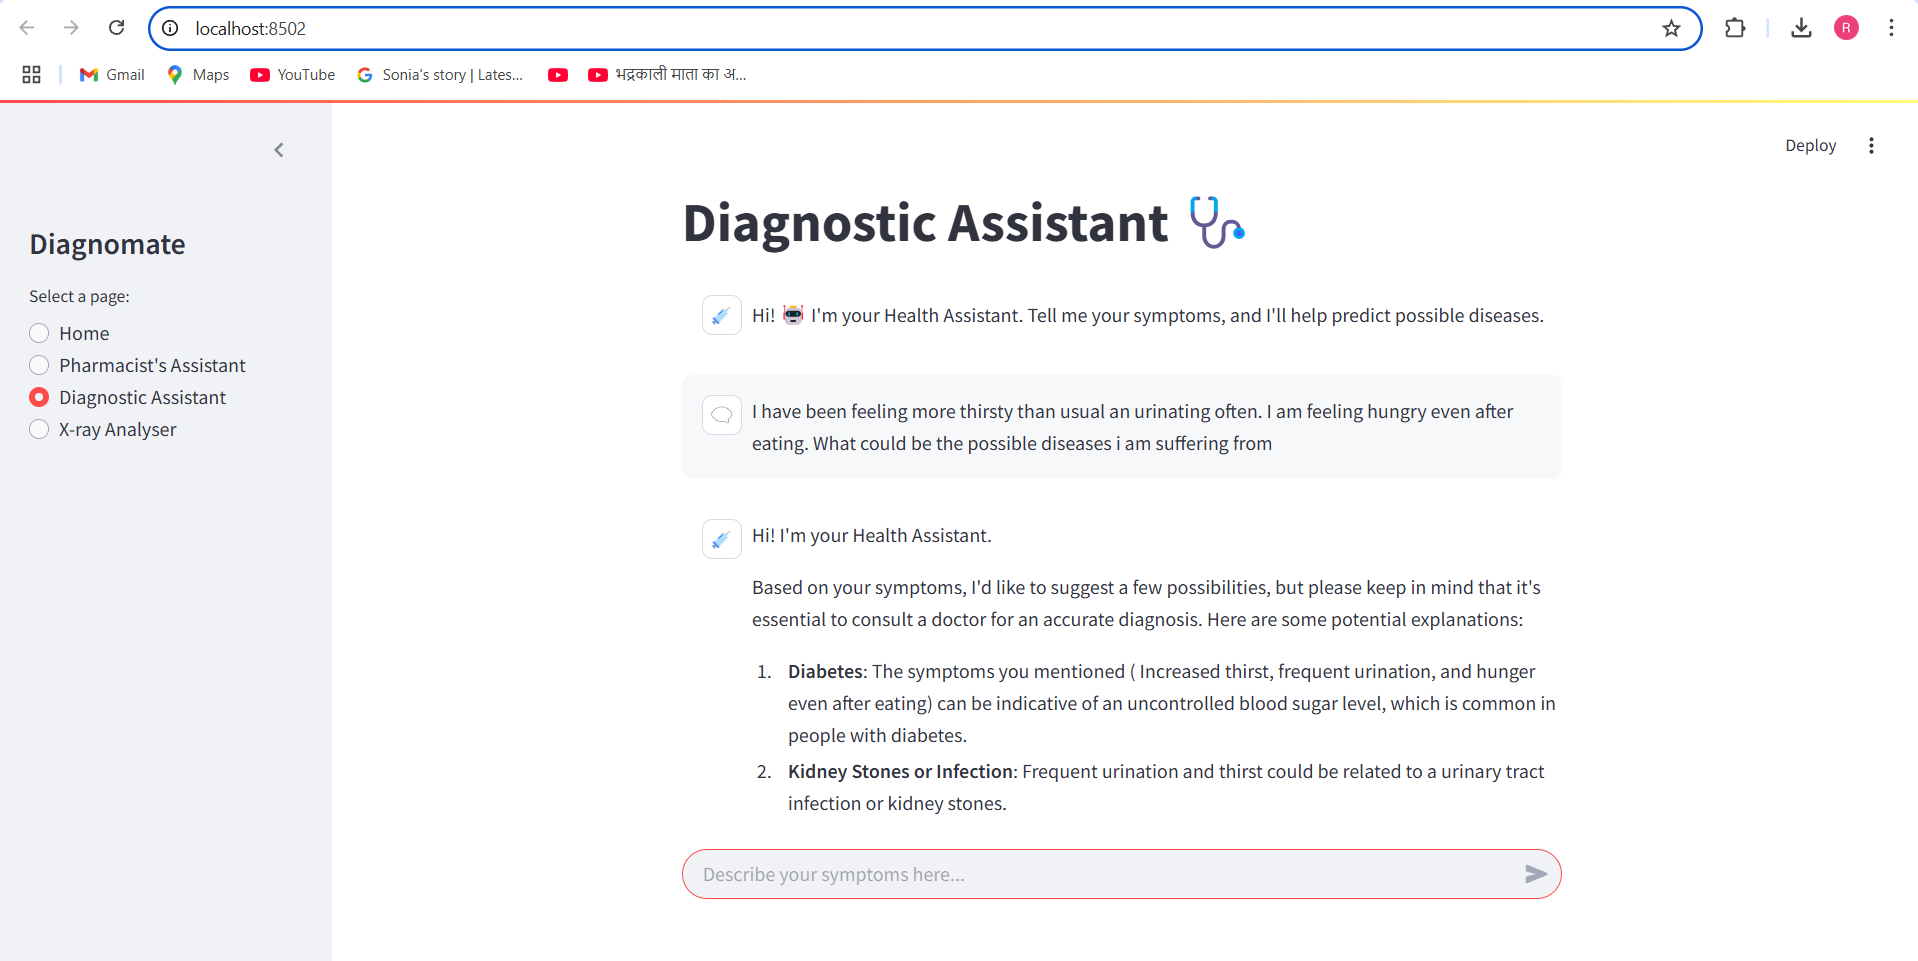 localhost:8502
R
Gmail
Maps
YouTube
Sonia's story | Lates...
भद्रकाली माता का अ...
Deploy
Diagnomate
Select a page:
Home
Pharmacist's Assistant
Diagnostic Assistant
X-ray Analyser
Diagnostic Assistant
Hi! 🤖 I'm your Health Assistant. Tell me your symptoms, and I'll help predict possible diseases.
I have been feeling more thirsty than usual an urinating often. I am feeling hungry even after
eating. What could be the possible diseases i am suffering from
Hi! I'm your Health Assistant.
Based on your symptoms, I'd like to suggest a few possibilities, but please keep in mind that it's
essential to consult a doctor for an accurate diagnosis. Here are some potential explanations:
1. Diabetes: The symptoms you mentioned ( Increased thirst, frequent urination, and hunger
even after eating) can be indicative of an uncontrolled blood sugar level, which is common in
people with diabetes.
2. Kidney Stones or Infection: Frequent urination and thirst could be related to a urinary tract
infection or kidney stones.
Describe your symptoms here...